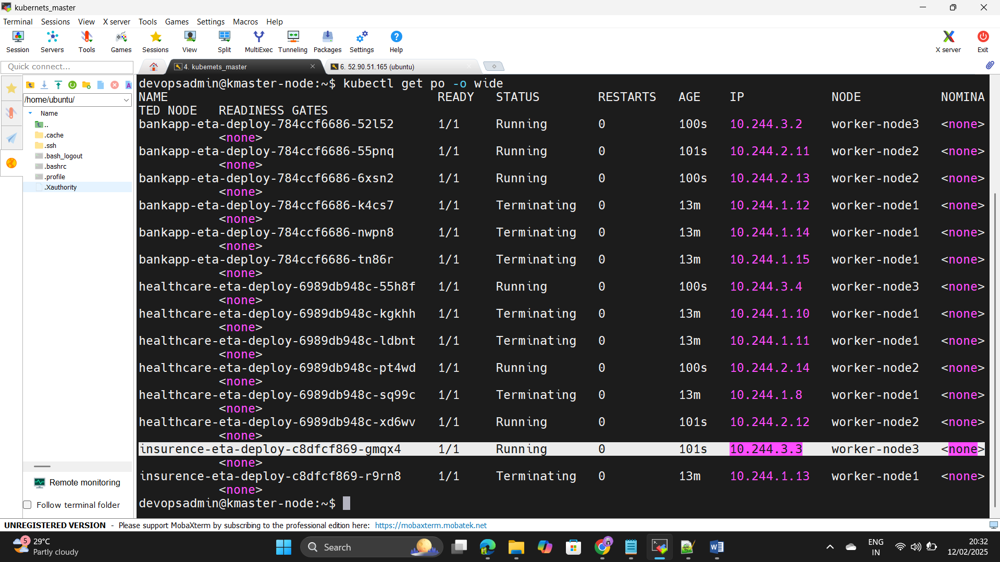 kubernets_master
Terminal Sessions View X server Tools Games Settings Macros Help
Session Servers Tools Games Sessions View Split MultiExec Tunneling Packages Settings Help X server Exit
Quick connect...
4. kubernets_master
6. 52.90.51.165 (ubuntu)
/home/ubuntu/
Name
..
.cache
.ssh
.bash_logout
.bashrc
.profile
.Xauthority
Remote monitoring
Follow terminal folder
devopsadmin@kmaster-node:~$ kubectl get po -o wide
NAME READY STATUS RESTARTS AGE IP NODE NOMINA
TED NODE READINESS GATES
bankapp-eta-deploy-784ccf6686-52l52 1/1 Running 0 100s 10.244.3.2 worker-node3 <none>
<none>
bankapp-eta-deploy-784ccf6686-55pnq 1/1 Running 0 101s 10.244.2.11 worker-node2 <none>
<none>
bankapp-eta-deploy-784ccf6686-6xsn2 1/1 Running 0 100s 10.244.2.13 worker-node2 <none>
<none>
bankapp-eta-deploy-784ccf6686-k4cs7 1/1 Terminating 0 13m 10.244.1.12 worker-node1 <none>
<none>
bankapp-eta-deploy-784ccf6686-nwpn8 1/1 Terminating 0 13m 10.244.1.14 worker-node1 <none>
<none>
bankapp-eta-deploy-784ccf6686-tn86r 1/1 Terminating 0 13m 10.244.1.15 worker-node1 <none>
<none>
healthcare-eta-deploy-6989db948c-55h8f 1/1 Running 0 100s 10.244.3.4 worker-node3 <none>
<none>
healthcare-eta-deploy-6989db948c-kgkhh 1/1 Terminating 0 13m 10.244.1.10 worker-node1 <none>
<none>
healthcare-eta-deploy-6989db948c-ldbnt 1/1 Terminating 0 13m 10.244.1.11 worker-node1 <none>
<none>
healthcare-eta-deploy-6989db948c-pt4wd 1/1 Running 0 100s 10.244.2.14 worker-node2 <none>
<none>
healthcare-eta-deploy-6989db948c-sq99c 1/1 Terminating 0 13m 10.244.1.8 worker-node1 <none>
<none>
healthcare-eta-deploy-6989db948c-xd6wv 1/1 Running 0 101s 10.244.2.12 worker-node2 <none>
<none>
insurence-eta-deploy-c8dfcf869-gmqx4 1/1 Running 0 101s 10.244.3.3 worker-node3 <none>
<none>
insurence-eta-deploy-c8dfcf869-r9rn8 1/1 Terminating 0 13m 10.244.1.13 worker-node1 <none>
<none>
devopsadmin@kmaster-node:~$
UNREGISTERED VERSION - Please support MobaXterm by subscribing to the professional edition here: https://mobaxterm.mobatek.net
5
29°C
Partly cloudy
Search
ENG
IN
20:32
12/02/2025